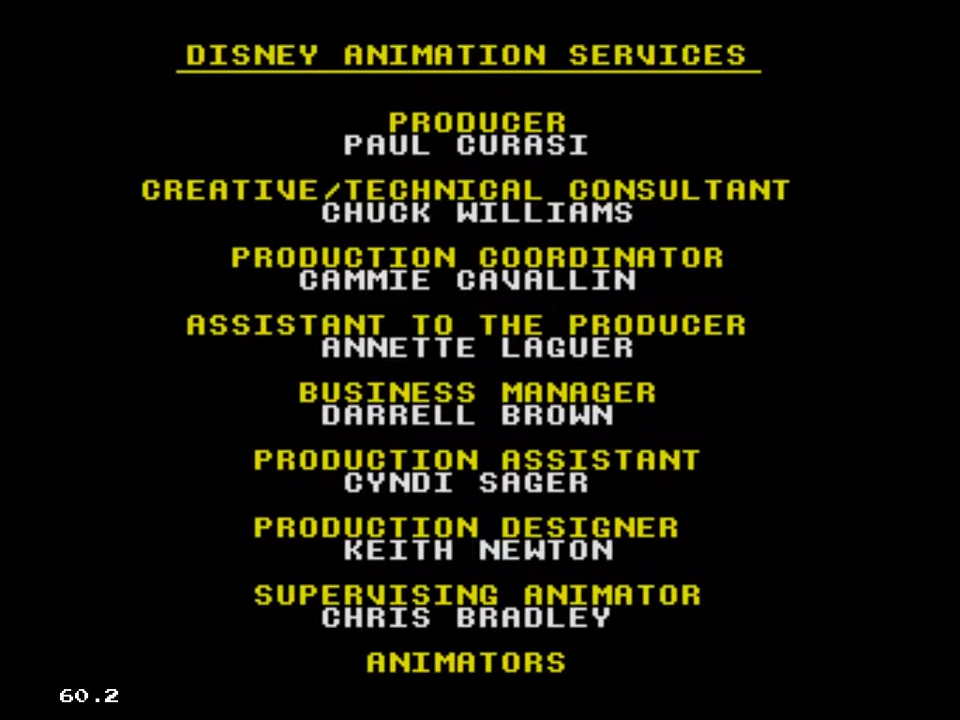 DISNEY ANIMATION SERVICES
PRODUCER
PAUL CURASI
CREATIVE/TECHNICAL CONSULTANT
CHUCK WILLIAMS
PRODUCTION COORDINATOR
CAMMIE CAVALLIN
ASSISTANT TO THE PRODUCER
ANNETTE LAGUER
BUSINESS MANAGER
DARRELL BROWN
PRODUCTION ASSISTANT
CYNDI SAGER
PRODUCTION DESIGNER
KEITH NEWTON
SUPERVISING ANIMATOR
CHRIS BRADLEY
ANIMATORS
60.2